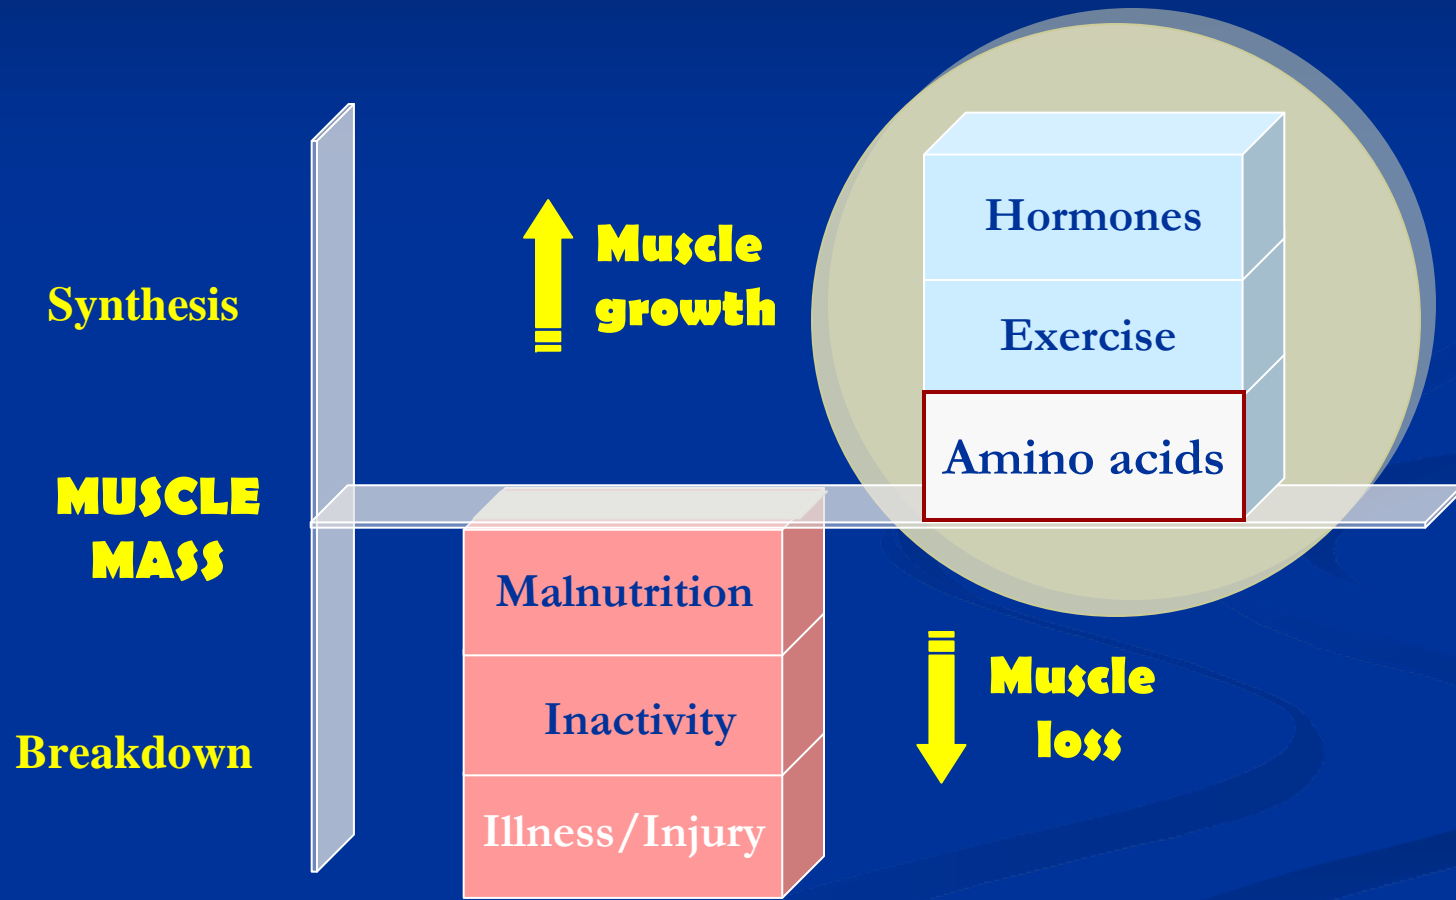 Hormones
Muscle
growth
Synthesis
Exercise
Amino acids
MUSCLE
MASS
Malnutrition
Muscle
loss
Inactivity
Breakdown
Illness/Injury